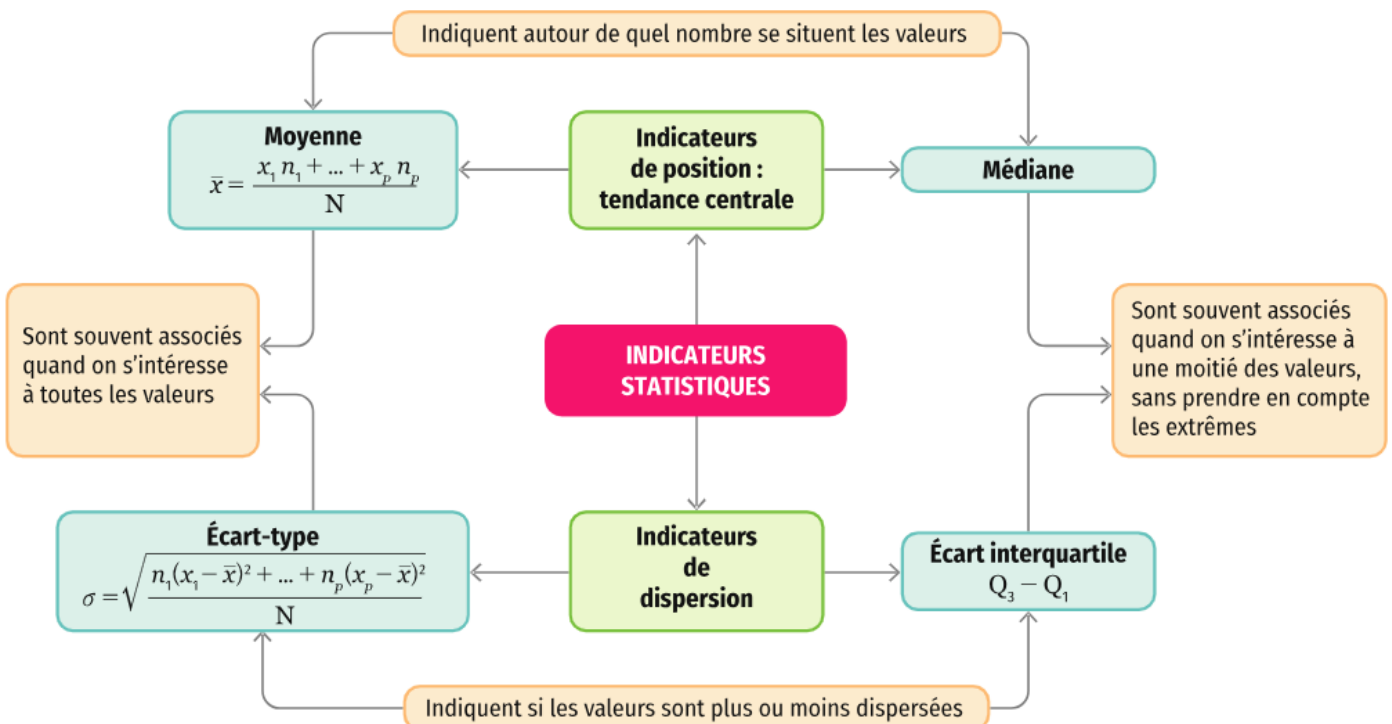 Indiquent autour de quel nombre se situent les valeurs
Moyenne
x̄ = (x₁ n₁ + ... + xₚ nₚ) / N
Indicateurs
de position :
tendance centrale
Médiane
Sont souvent associés
quand on s'intéresse
à toutes les valeurs
INDICATEURS
STATISTIQUES
Sont souvent associés
quand on s'intéresse à
une moitié des valeurs,
sans prendre en compte
les extrêmes
Écart-type
σ = √((n₁(x₁ − x̄)² + ... + nₚ(xₚ − x̄)²) / N)
Indicateurs
de
dispersion
Écart interquartile
Q₃ − Q₁
Indiquent si les valeurs sont plus ou moins dispersées